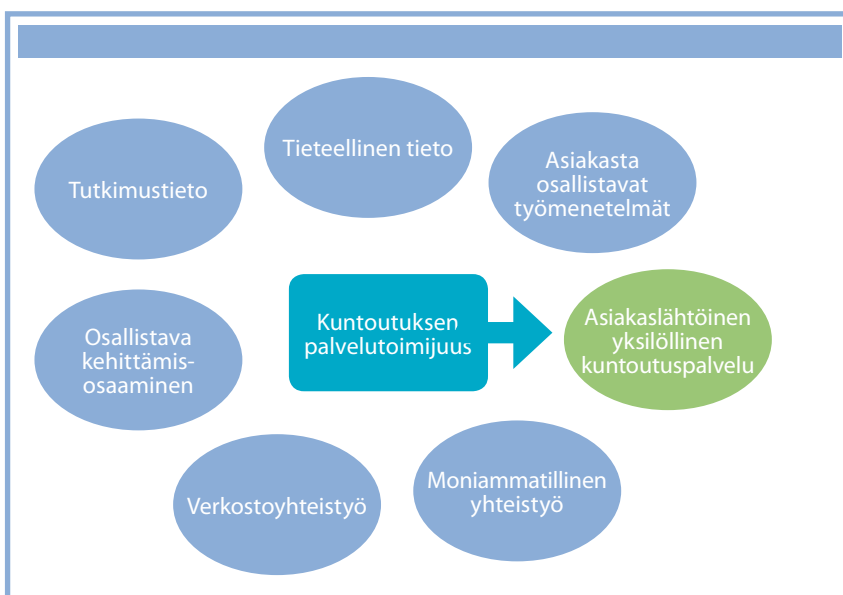 Tieteellinen tieto
Tutkimustieto
Asiakasta
osallistavat
työmenetelmät
Kuntoutuksen
palvelutoimijuus
Asiakaslähtöinen
yksilöllinen
kuntoutuspalvelu
Osallistava
kehittämis-
osaaminen
Verkostoyhteistyö
Moniammatillinen
yhteistyö